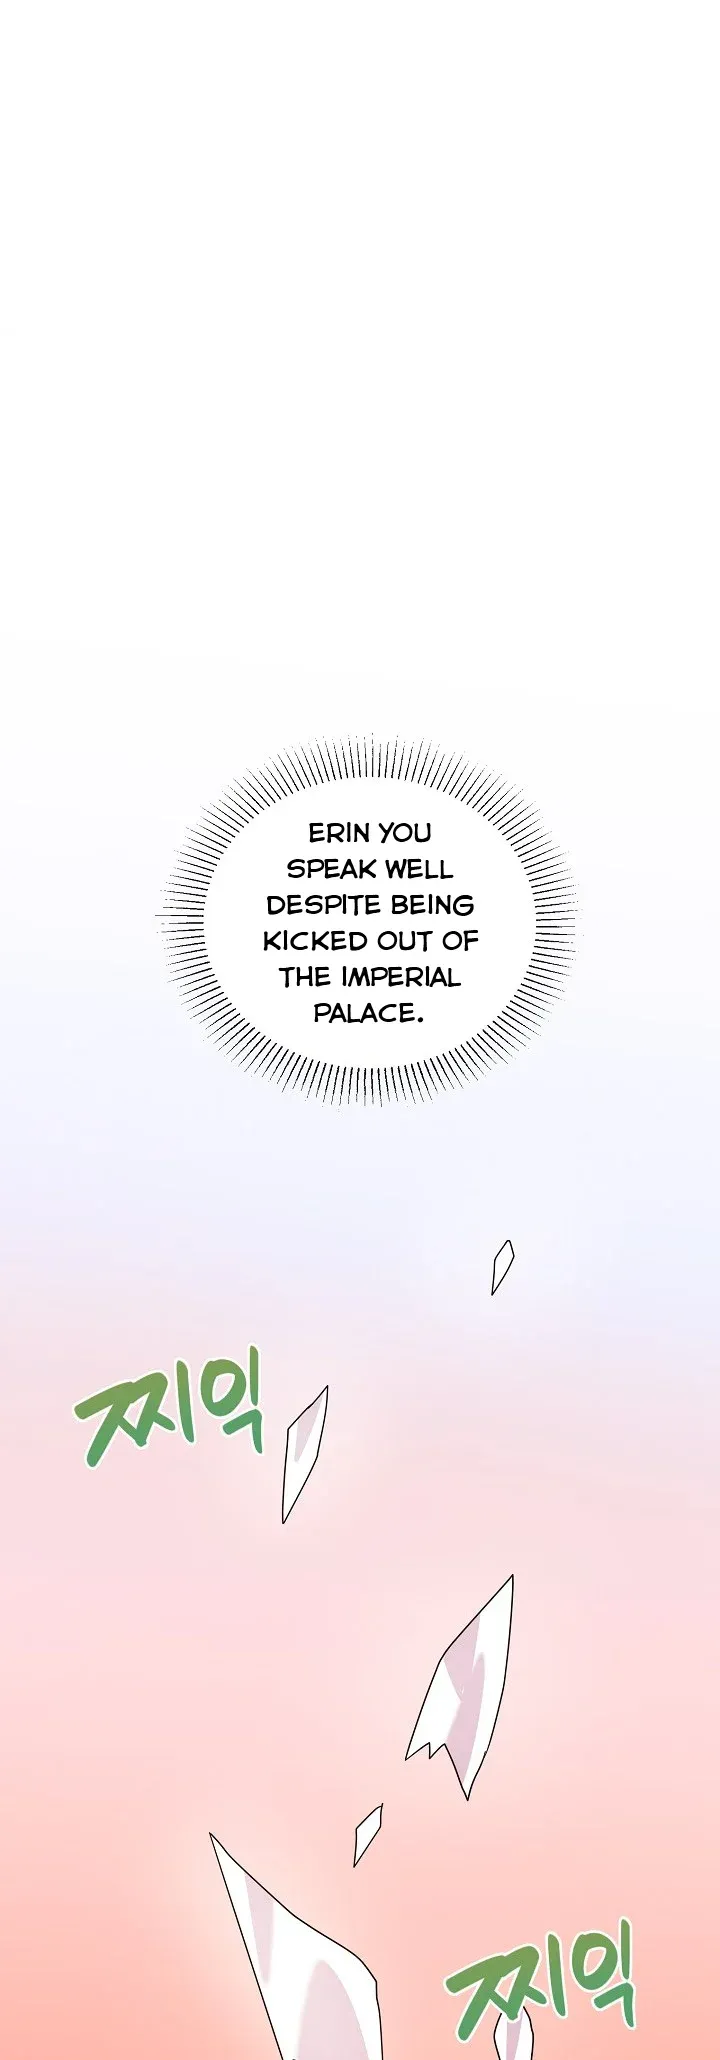 ERIN YOU
SPEAK WELL
DESPITE BEING
KICKED OUT OF
THE IMPERIAL
PALACE.
찌익
찌익